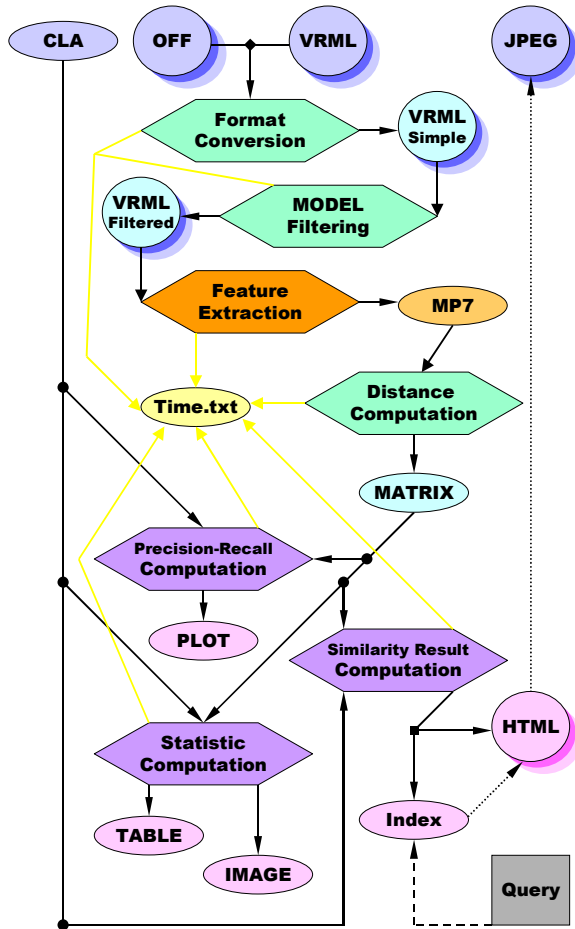 CLA
OFF
VRML
JPEG
Format
Conversion
VRML
Simple
VRML
Filtered
MODEL
Filtering
Feature
Extraction
MP7
Time.txt
Distance
Computation
MATRIX
Precision-Recall
Computation
PLOT
Similarity Result
Computation
Statistic
Computation
HTML
TABLE
Index
IMAGE
Query